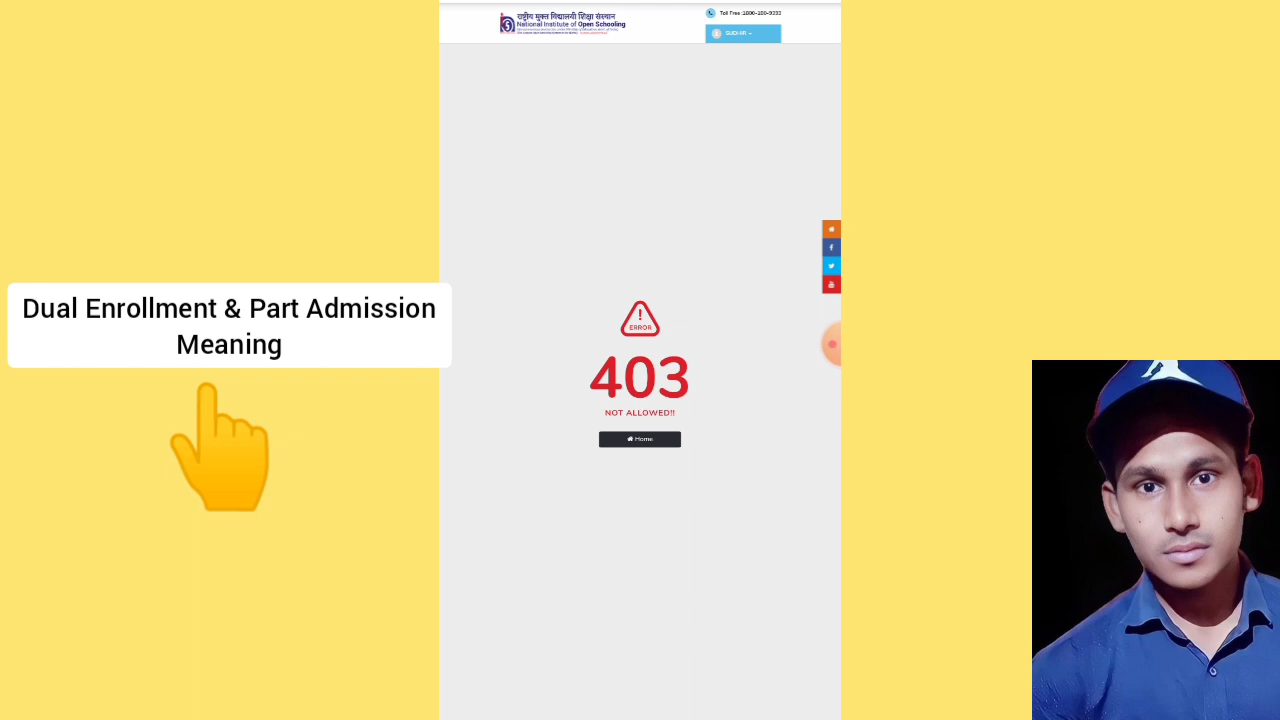 राष्ट्रीय मुक्त विद्यालयी शिक्षा संस्थान
National Institute of Open Schooling
Toll Free :1800-180-9393
S SUDHIR
Dual Enrollment & Part Admission
Meaning
ERROR
403
NOT ALLOWED!!
Home